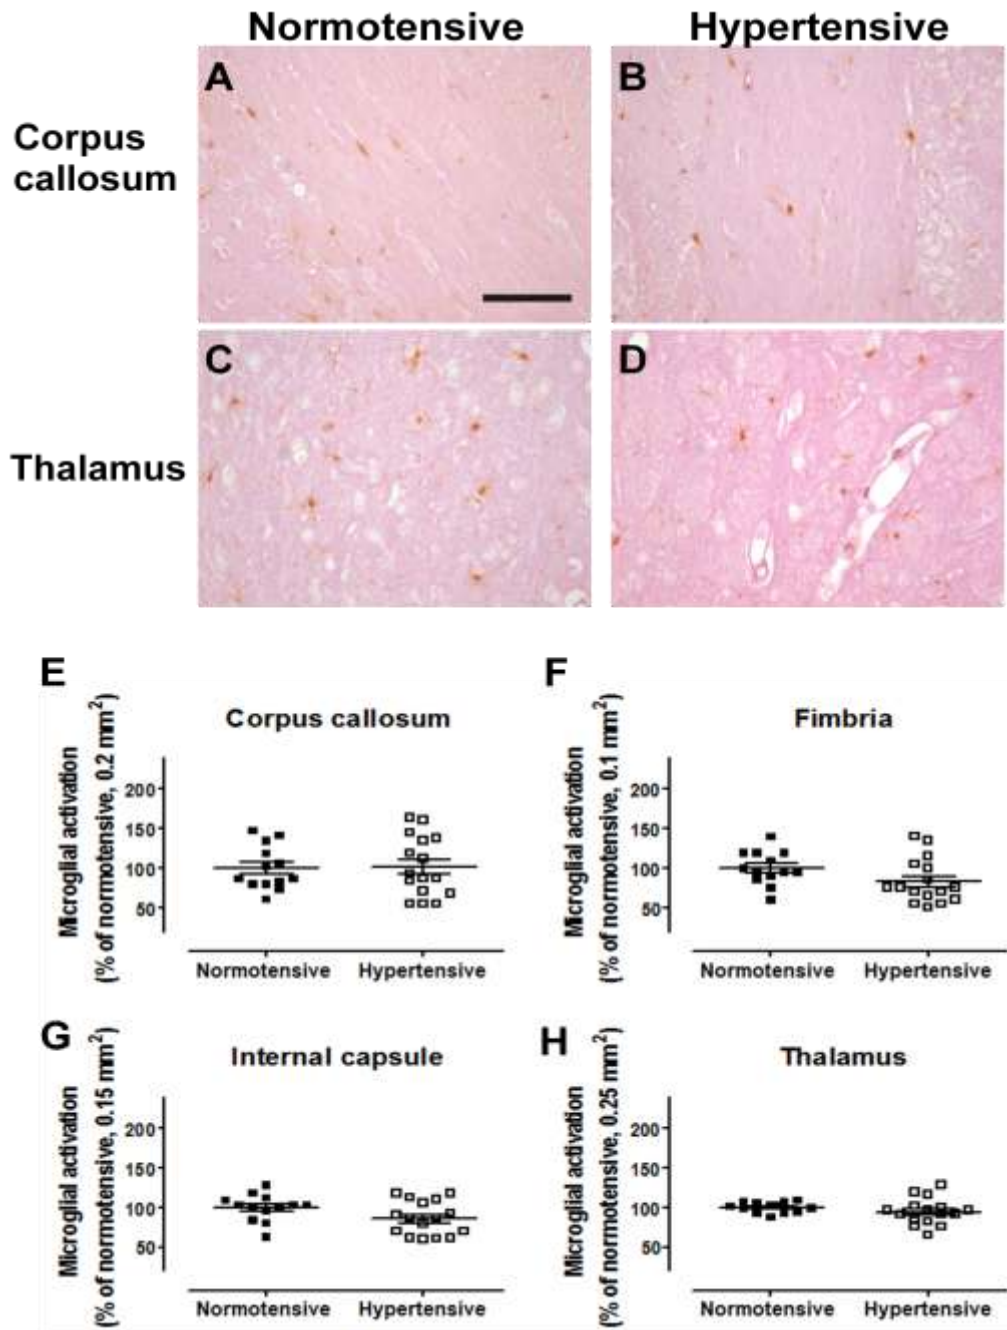 Normotensive Hypertensive
A B
Corpus
callosum
C D
Thalamus
E F
Corpus callosum Fimbria
Microglial activation
(% of normotensive, 0.2 mm²)
200
150
100
50
Normotensive Hypertensive
Microglial activation
(% of normotensive, 0.1 mm²)
200
150
100
50
Normotensive Hypertensive
G H
Internal capsule Thalamus
Microglial activation
(% of normotensive, 0.15 mm²)
200
150
100
50
Normotensive Hypertensive
Microglial activation
(% of normotensive, 0.25 mm²)
200
150
100
50
Normotensive Hypertensive